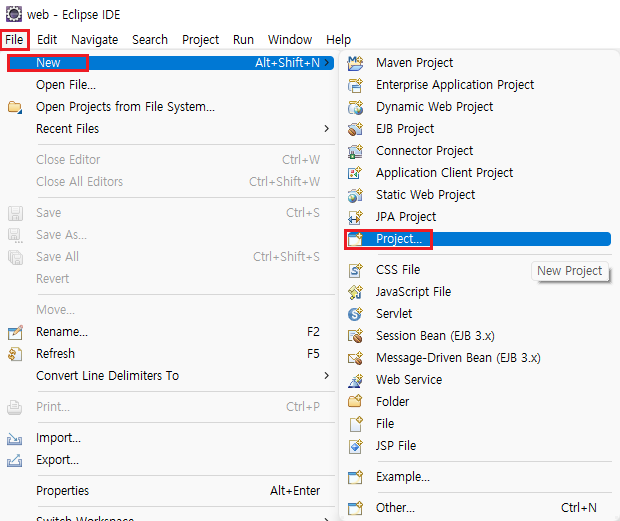 web - Eclipse IDE
File Edit Navigate Search Project Run Window Help
New Alt+Shift+N
Open File...
Open Projects from File System...
Recent Files
Close Editor Ctrl+W
Close All Editors Ctrl+Shift+W
Save Ctrl+S
Save As...
Save All Ctrl+Shift+S
Revert
Move...
Rename... F2
Refresh F5
Convert Line Delimiters To
Print... Ctrl+P
Import...
Export...
Properties Alt+Enter
Switch Workspace
Maven Project
Enterprise Application Project
Dynamic Web Project
EJB Project
Connector Project
Application Client Project
Static Web Project
JPA Project
Project...
New Project
CSS File
JavaScript File
Servlet
Session Bean (EJB 3.x)
Message-Driven Bean (EJB 3.x)
Web Service
Folder
File
JSP File
Example...
Other... Ctrl+N